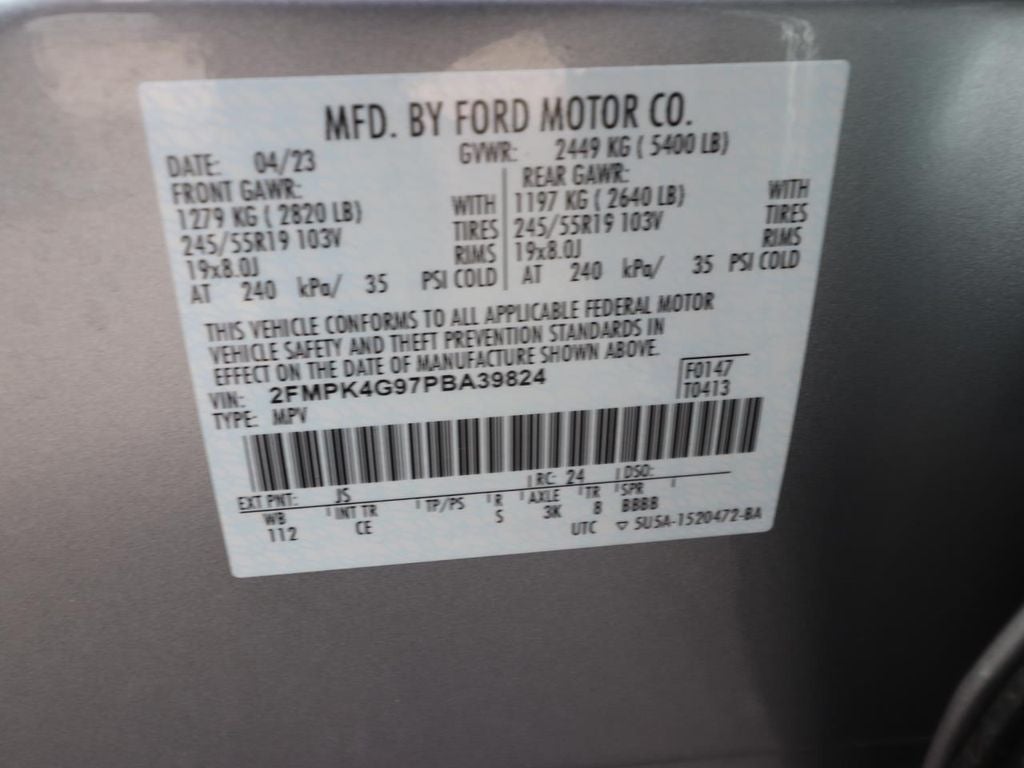 MFD. BY FORD MOTOR CO.
DATE: 04/23 GVWR: 2449 KG ( 5400 LB)
FRONT GAWR: REAR GAWR:
1279 KG ( 2820 LB) WITH 1197 KG ( 2640 LB) WITH
245/55R19 103V TIRES 245/55R19 103V TIRES
19x8.0J RIMS 19x8.0J RIMS
AT 240 kPa/ 35 PSI COLD AT 240 kPa/ 35 PSI COLD
THIS VEHICLE CONFORMS TO ALL APPLICABLE FEDERAL MOTOR
VEHICLE SAFETY AND THEFT PREVENTION STANDARDS IN
EFFECT ON THE DATE OF MANUFACTURE SHOWN ABOVE.
VIN: 2FMPK4G97PBA39824 F0147
TYPE: MPV T0413
EXT PNT: JS RC: 24 DSO:
WB INT TR TP/PS R AXLE TR SPR
112 CE S 3K 8 BBBB
UTC ▽ 5U5A-1520472-BA